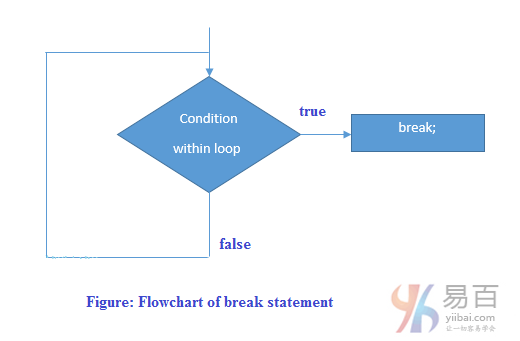 Condition
within loop
true
break;
false
Figure: Flowchart of break statement
易百
yiibai.com
让一切容易学会